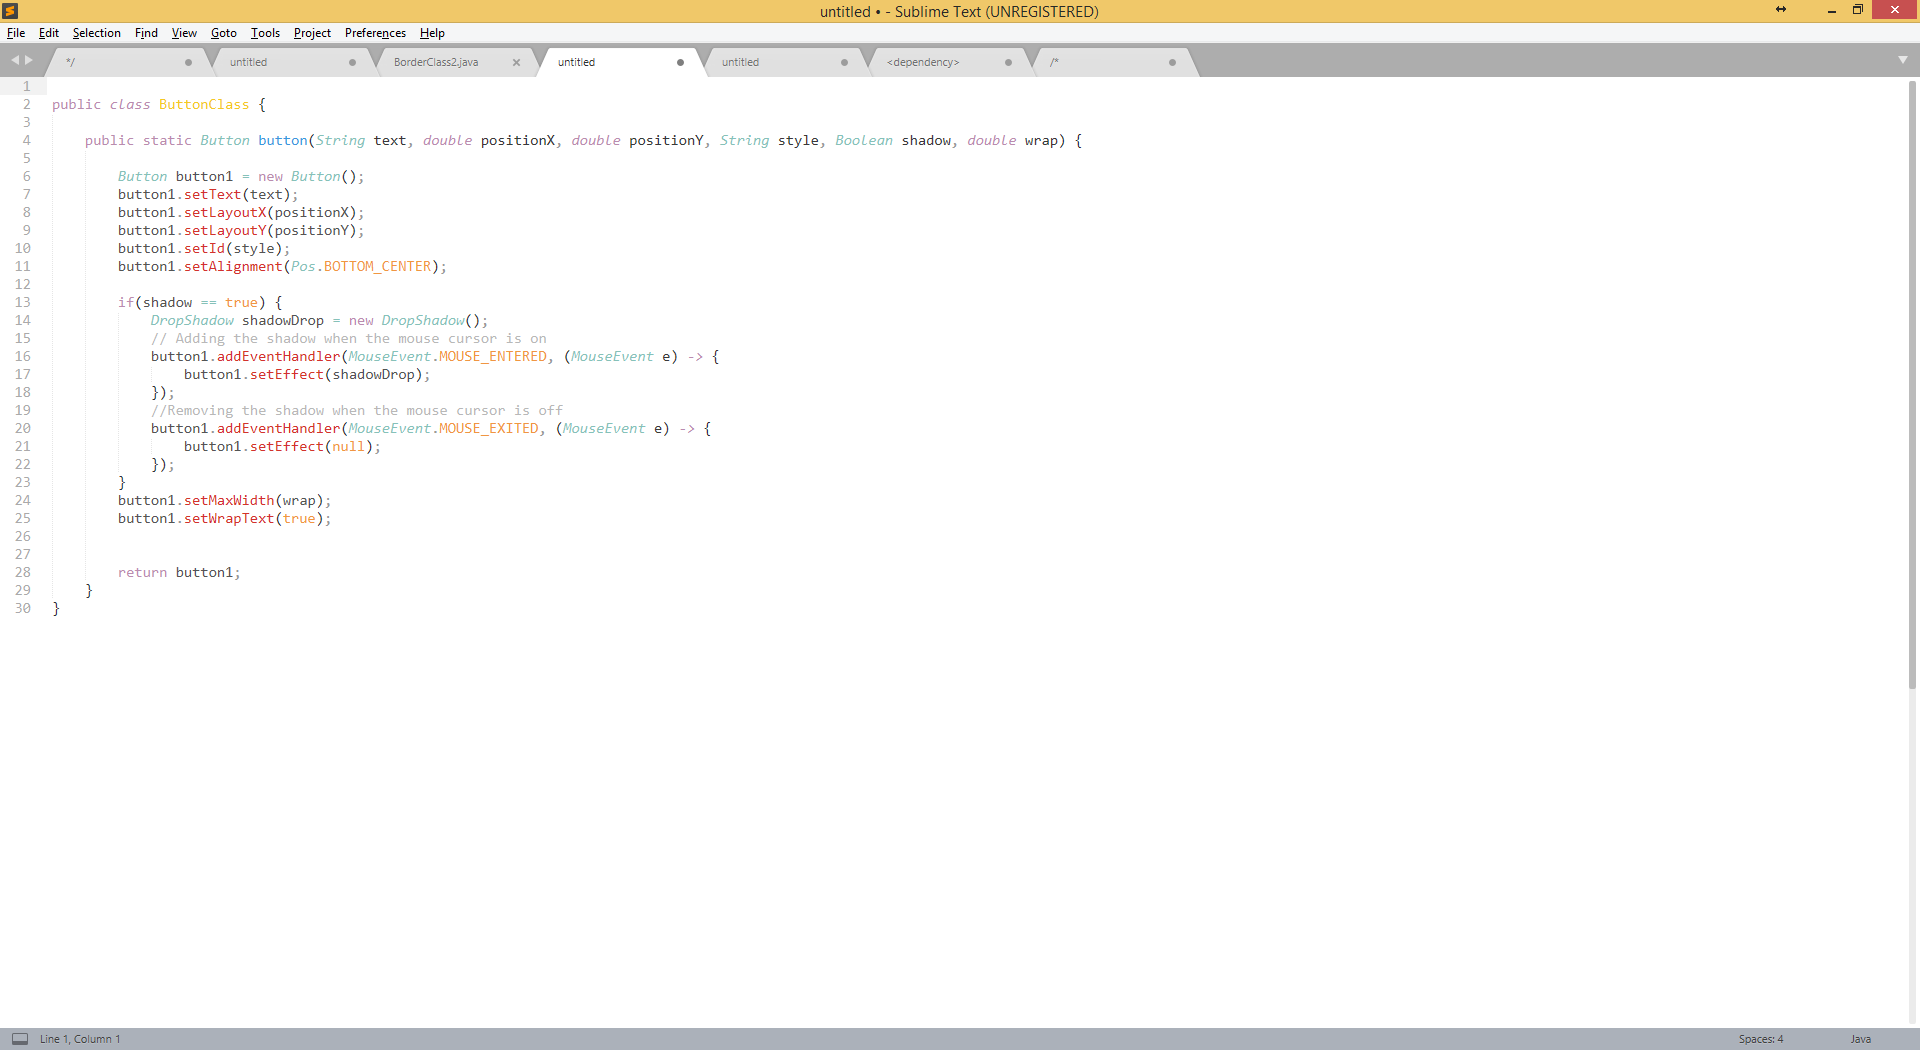 untitled • - Sublime Text (UNREGISTERED)
File Edit Selection Find View Goto Tools Project Preferences Help
*/ untitled BorderClass2.java untitled untitled <dependency> /*
1
2 public class ButtonClass {
3
4 public static Button button(String text, double positionX, double positionY, String style, Boolean shadow, double wrap) {
5
6 Button button1 = new Button();
7 button1.setText(text);
8 button1.setLayoutX(positionX);
9 button1.setLayoutY(positionY);
10 button1.setId(style);
11 button1.setAlignment(Pos.BOTTOM_CENTER);
12
13 if(shadow == true) {
14 DropShadow shadowDrop = new DropShadow();
15 // Adding the shadow when the mouse cursor is on
16 button1.addEventHandler(MouseEvent.MOUSE_ENTERED, (MouseEvent e) -> {
17 button1.setEffect(shadowDrop);
18 });
19 //Removing the shadow when the mouse cursor is off
20 button1.addEventHandler(MouseEvent.MOUSE_EXITED, (MouseEvent e) -> {
21 button1.setEffect(null);
22 });
23 }
24 button1.setMaxWidth(wrap);
25 button1.setWrapText(true);
26
27
28 return button1;
29 }
30 }
Line 1, Column 1 Spaces: 4 Java